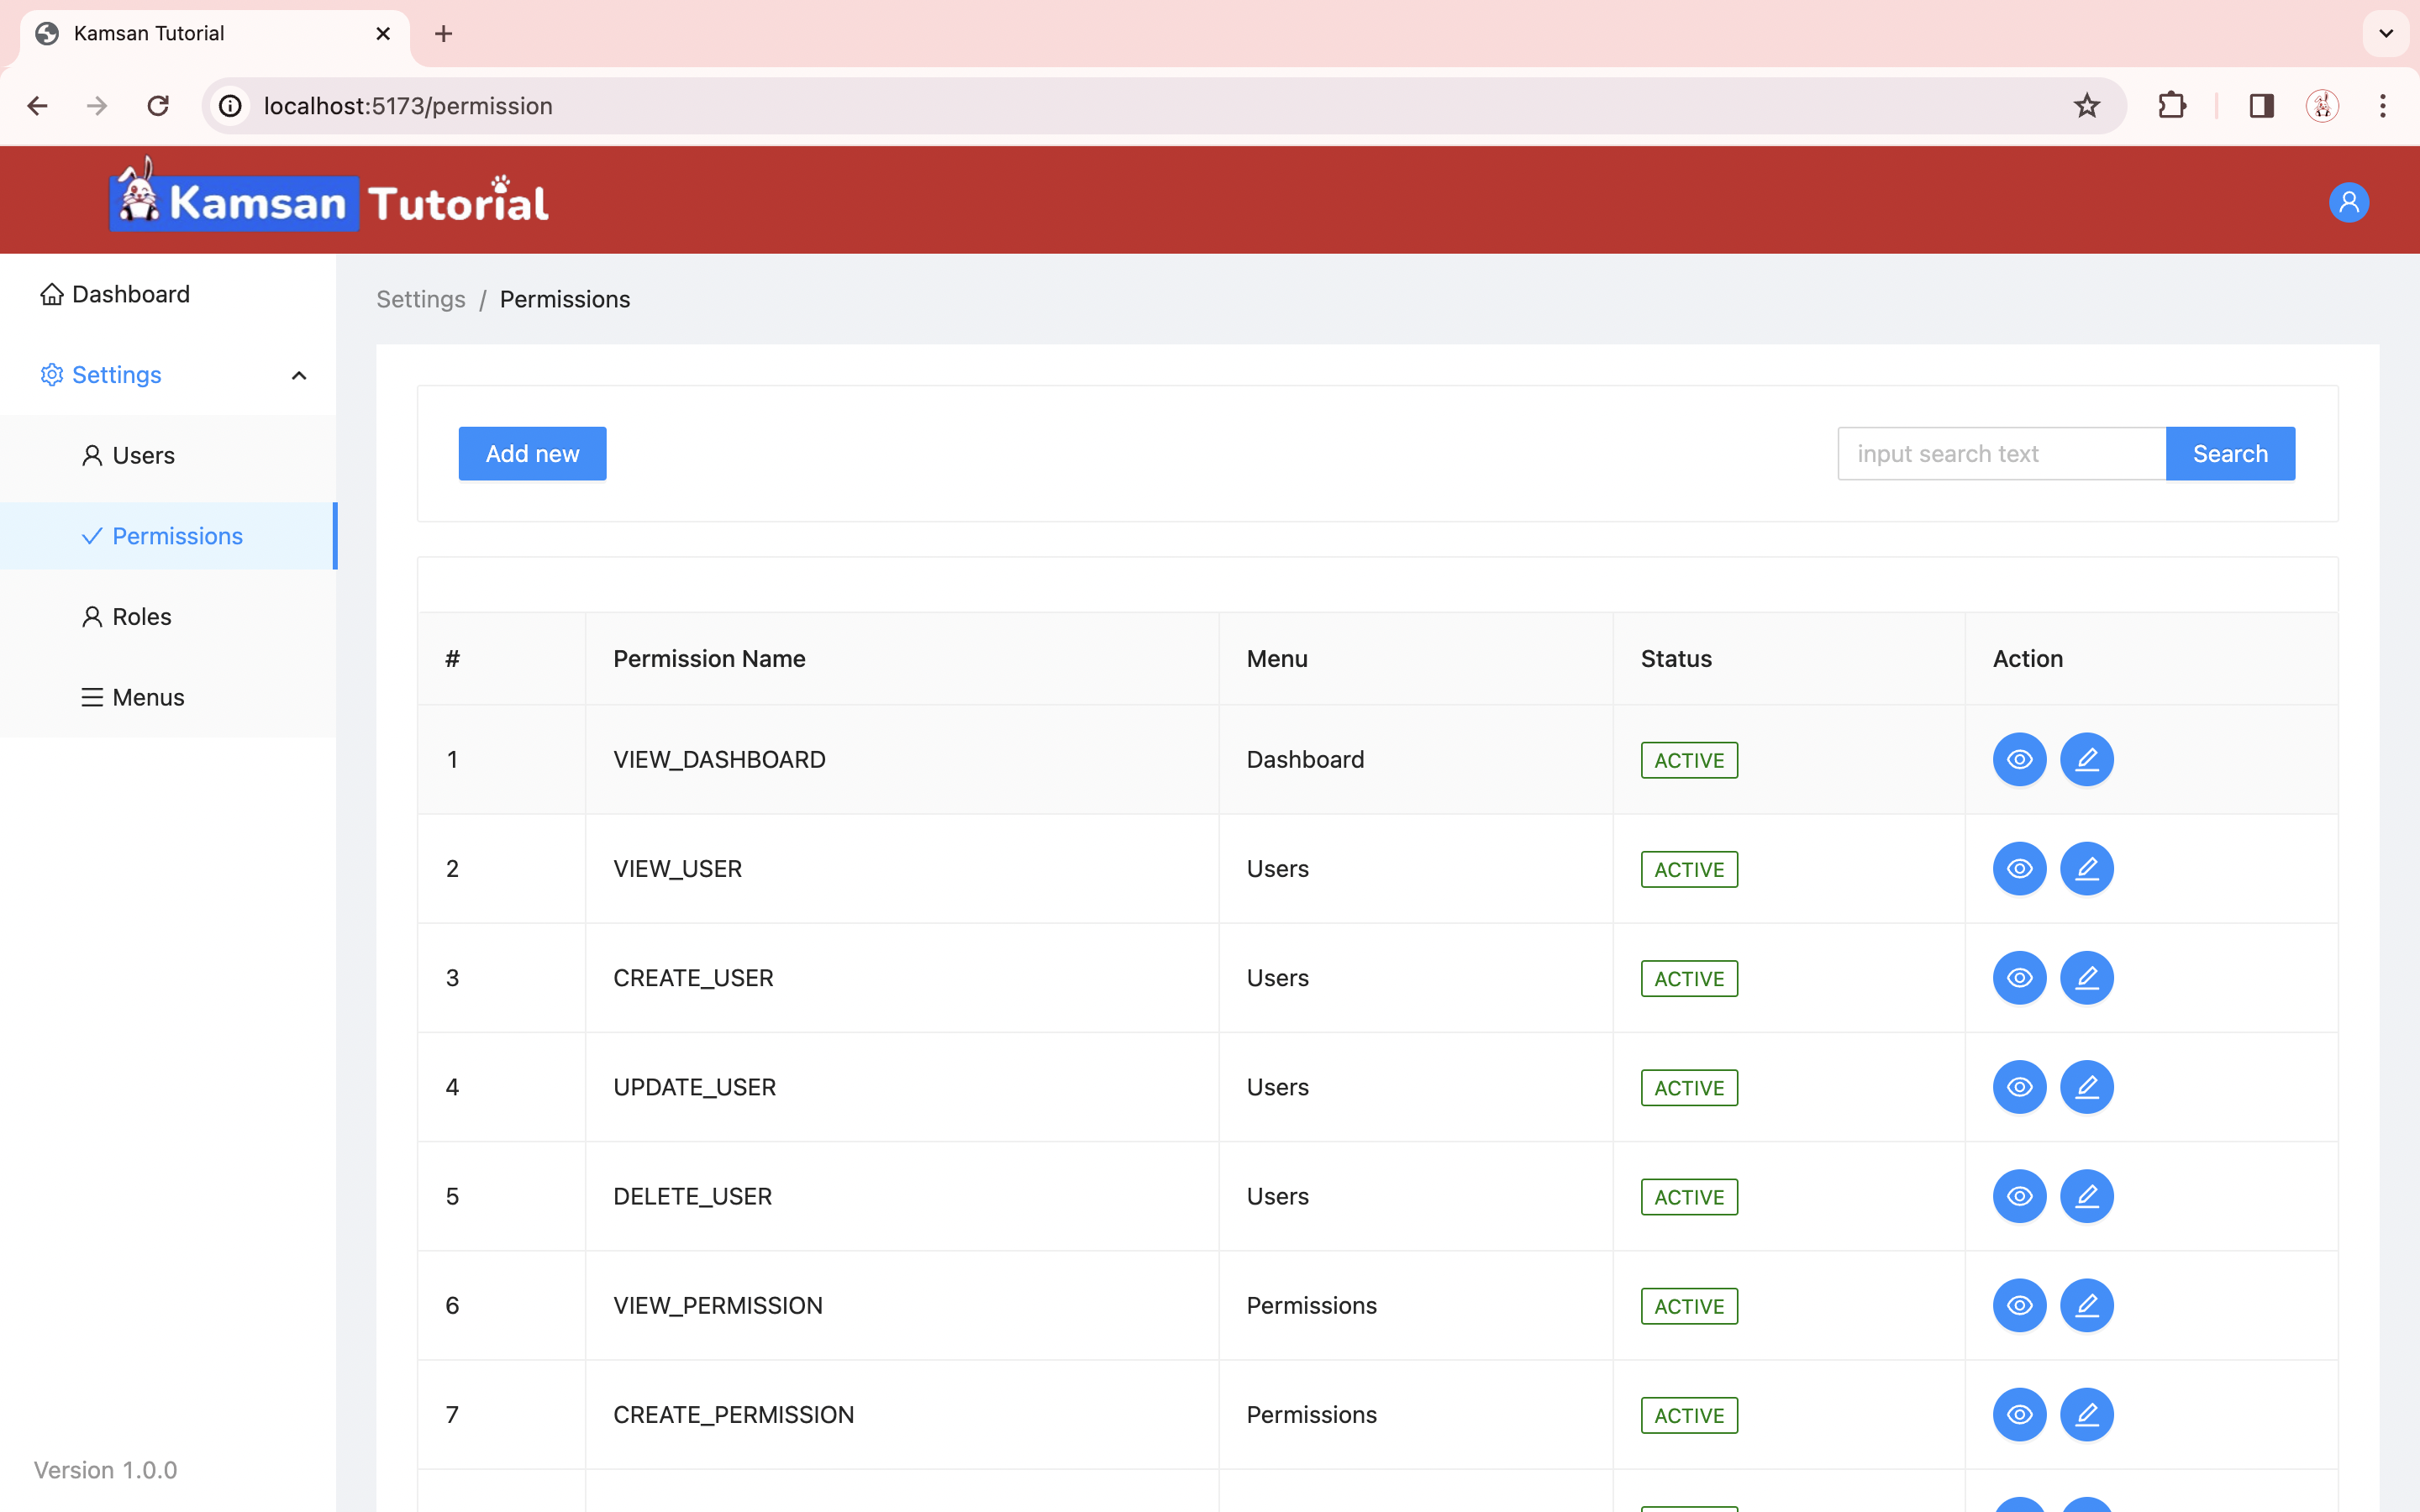 Kamsan Tutorial
localhost:5173/permission
Kamsan Tutorial
Dashboard
Settings
Users
Permissions
Roles
Menus
Version 1.0.0
Settings / Permissions
Add new
input search text
Search
# Permission Name Menu Status Action
1 VIEW_DASHBOARD Dashboard ACTIVE
2 VIEW_USER Users ACTIVE
3 CREATE_USER Users ACTIVE
4 UPDATE_USER Users ACTIVE
5 DELETE_USER Users ACTIVE
6 VIEW_PERMISSION Permissions ACTIVE
7 CREATE_PERMISSION Permissions ACTIVE